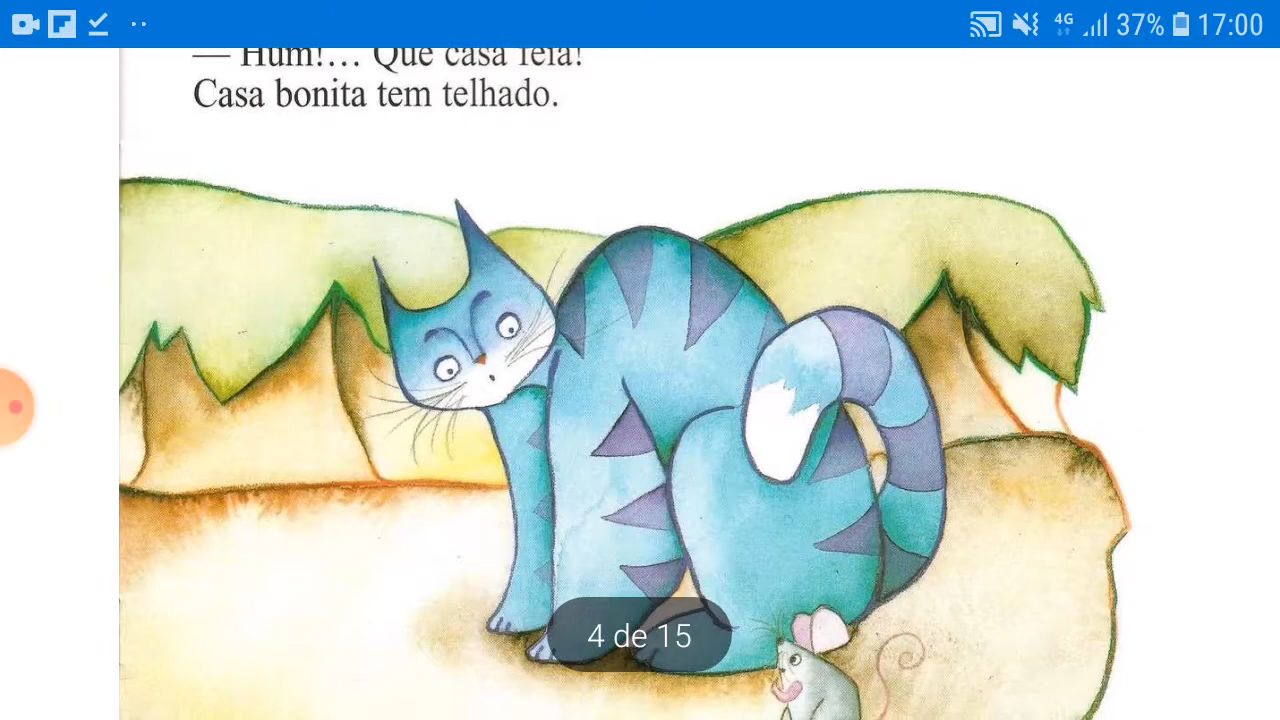 4G 37% 17:00
— Hum!... Que casa feia!
Casa bonita tem telhado.
4 de 15